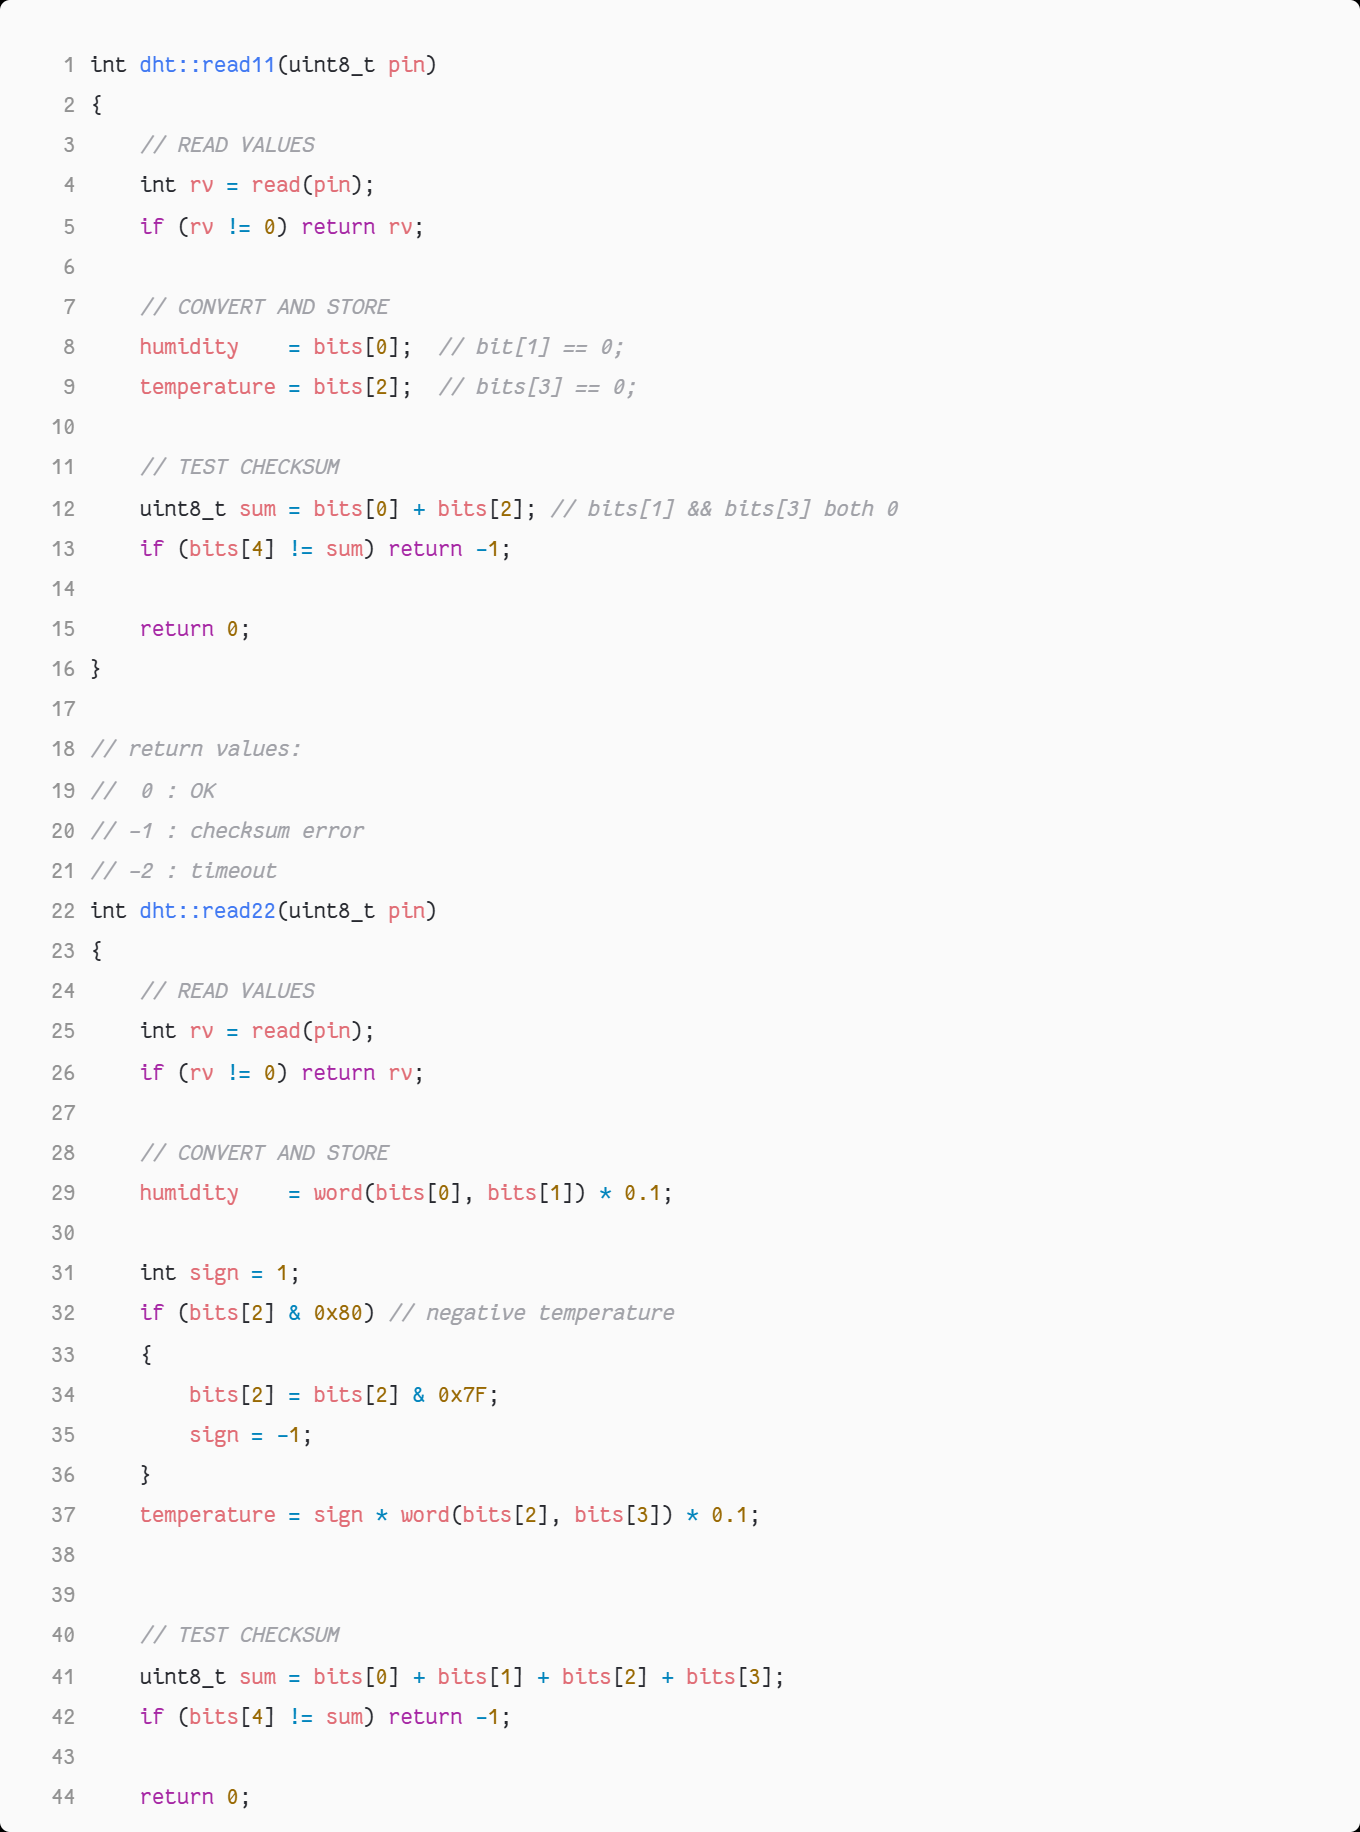 1 int dht::read11(uint8_t pin)
2 {
3     // READ VALUES
4     int rv = read(pin);
5     if (rv != 0) return rv;
6
7     // CONVERT AND STORE
8     humidity    = bits[0];  // bit[1] == 0;
9     temperature = bits[2];  // bits[3] == 0;
10
11     // TEST CHECKSUM
12     uint8_t sum = bits[0] + bits[2]; // bits[1] && bits[3] both 0
13     if (bits[4] != sum) return -1;
14
15     return 0;
16 }
17
18 // return values:
19 //  0 : OK
20 // -1 : checksum error
21 // -2 : timeout
22 int dht::read22(uint8_t pin)
23 {
24     // READ VALUES
25     int rv = read(pin);
26     if (rv != 0) return rv;
27
28     // CONVERT AND STORE
29     humidity    = word(bits[0], bits[1]) * 0.1;
30
31     int sign = 1;
32     if (bits[2] & 0x80) // negative temperature
33     {
34         bits[2] = bits[2] & 0x7F;
35         sign = -1;
36     }
37     temperature = sign * word(bits[2], bits[3]) * 0.1;
38
39
40     // TEST CHECKSUM
41     uint8_t sum = bits[0] + bits[1] + bits[2] + bits[3];
42     if (bits[4] != sum) return -1;
43
44     return 0;